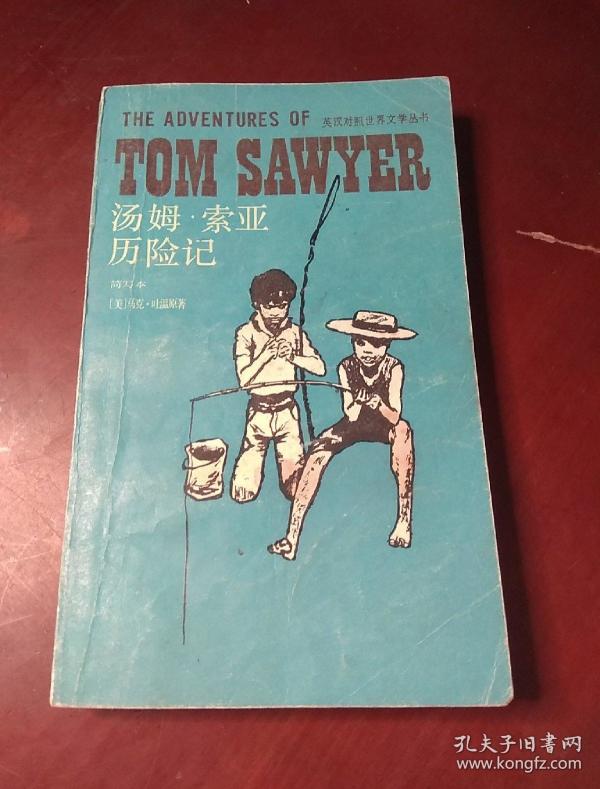 THE ADVENTURES OF 英汉对照世界文学丛书
TOM SAWYER
汤姆·索亚
历险记
简写本
[美]马克·吐温原著
孔夫子旧书网
www.kongfz.com